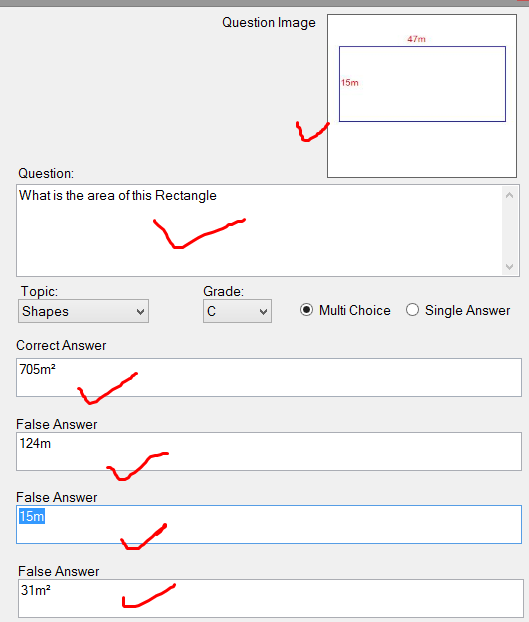 Question Image
47m
15m
Question:
What is the area of this Rectangle
Topic:
Grade:
Shapes
C
Multi Choice
Single Answer
Correct Answer
705m²
False Answer
124m
False Answer
15m
False Answer
31m²